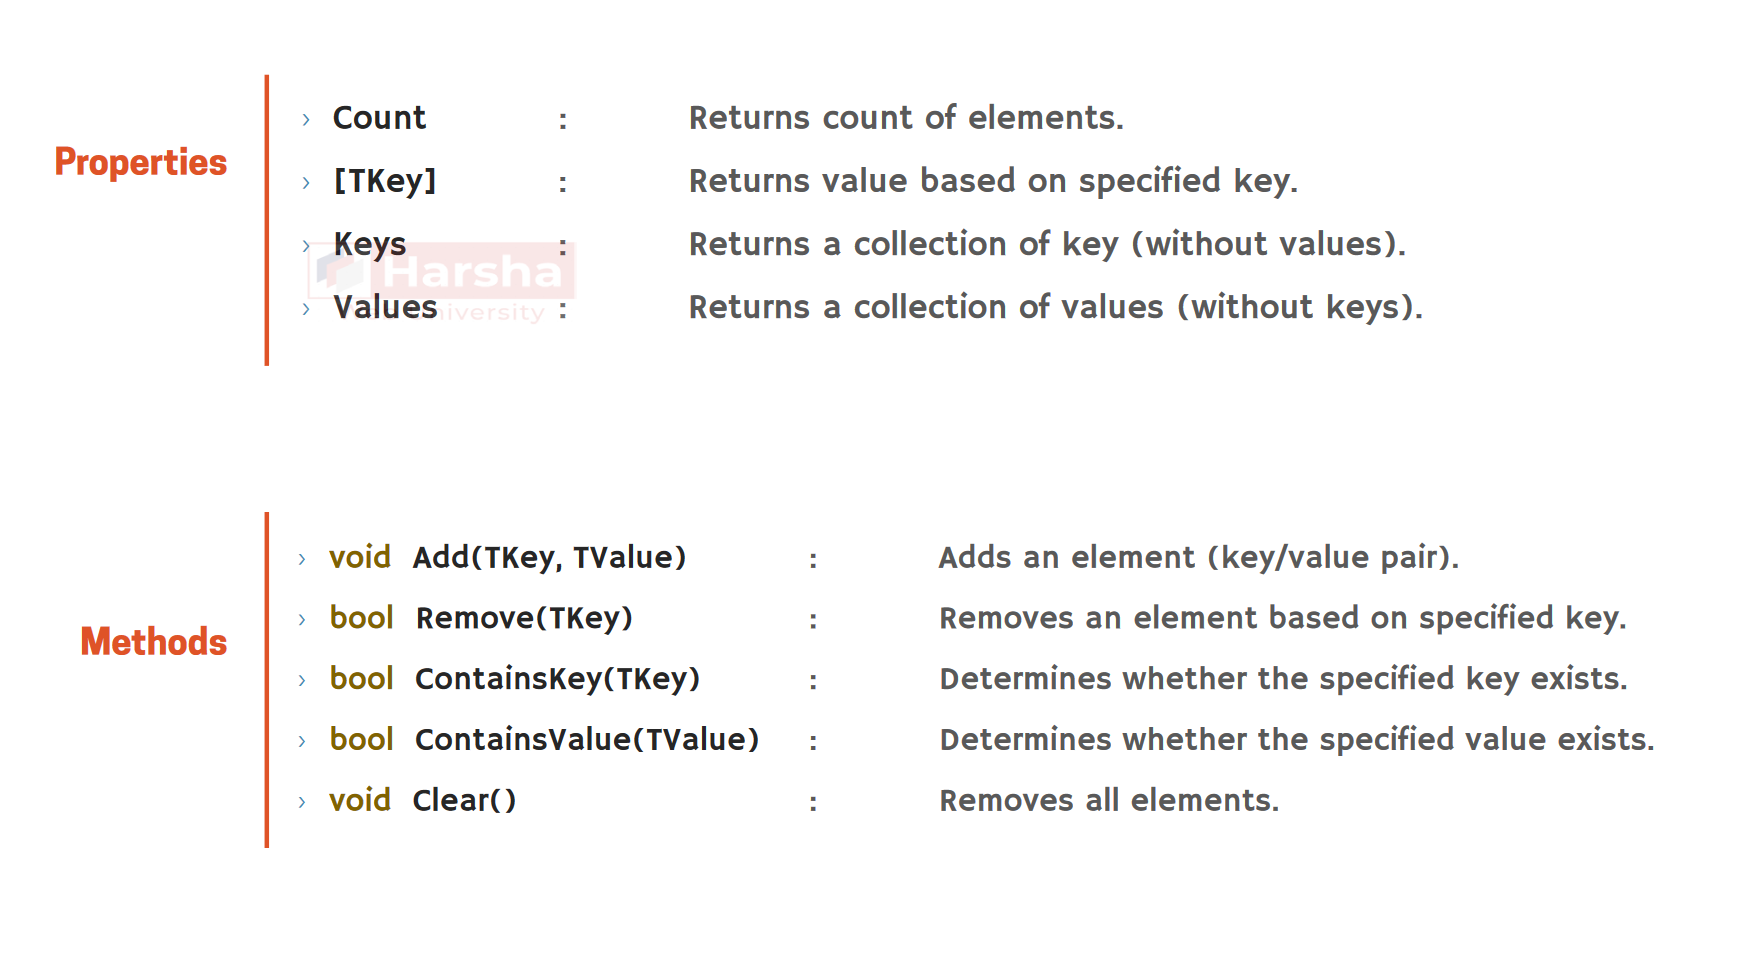 Properties
› Count : Returns count of elements.
› [TKey] : Returns value based on specified key.
› Keys : Returns a collection of key (without values).
Harsha
› Values : Returns a collection of values (without keys).
Methods
› void Add(TKey, TValue) : Adds an element (key/value pair).
› bool Remove(TKey) : Removes an element based on specified key.
› bool ContainsKey(TKey) : Determines whether the specified key exists.
› bool ContainsValue(TValue) : Determines whether the specified value exists.
› void Clear() : Removes all elements.